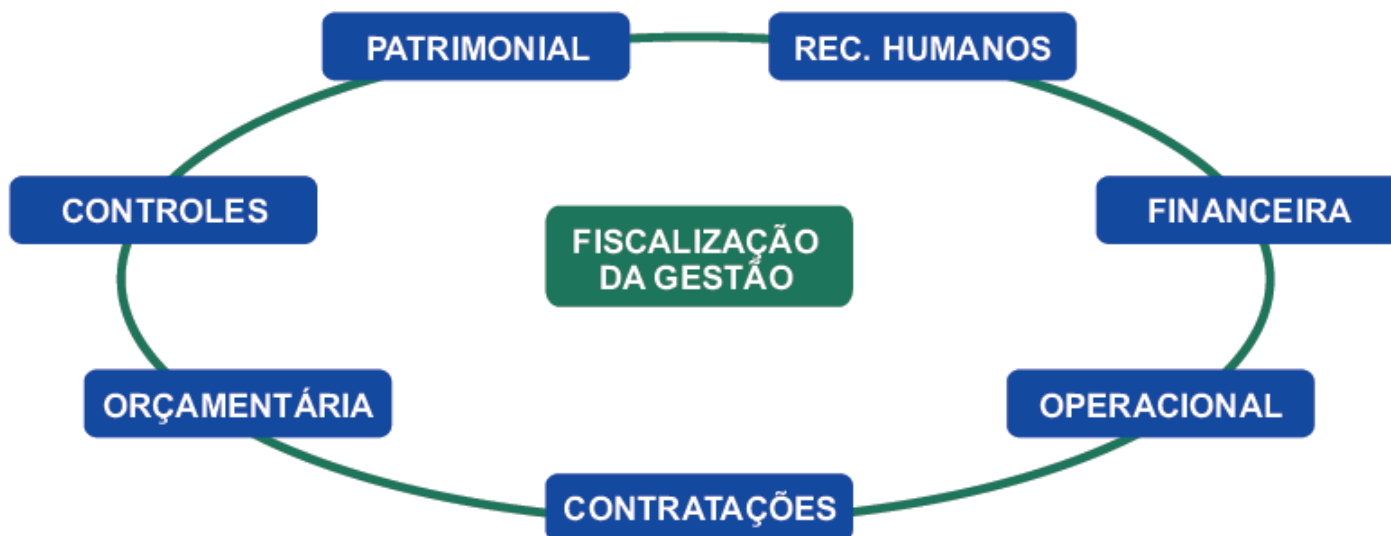 PATRIMONIAL
REC. HUMANOS
CONTROLES
FINANCEIRA
FISCALIZAÇÃO
DA GESTÃO
ORÇAMENTÁRIA
OPERACIONAL
CONTRATAÇÕES